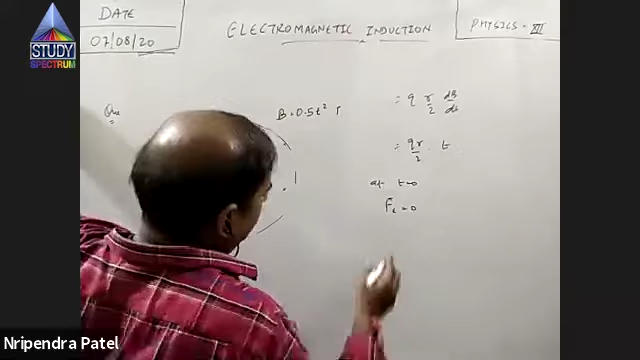 DATE
07/08/20
ELECTROMAGNETIC INDUCTION
PHYSICS - XII
STUDY
SPECTRUM
Que
B = 0.5t² T
= q r/2 dB/dt
= qr/2 · t
at t=0
F = 0
Nripendra Patel